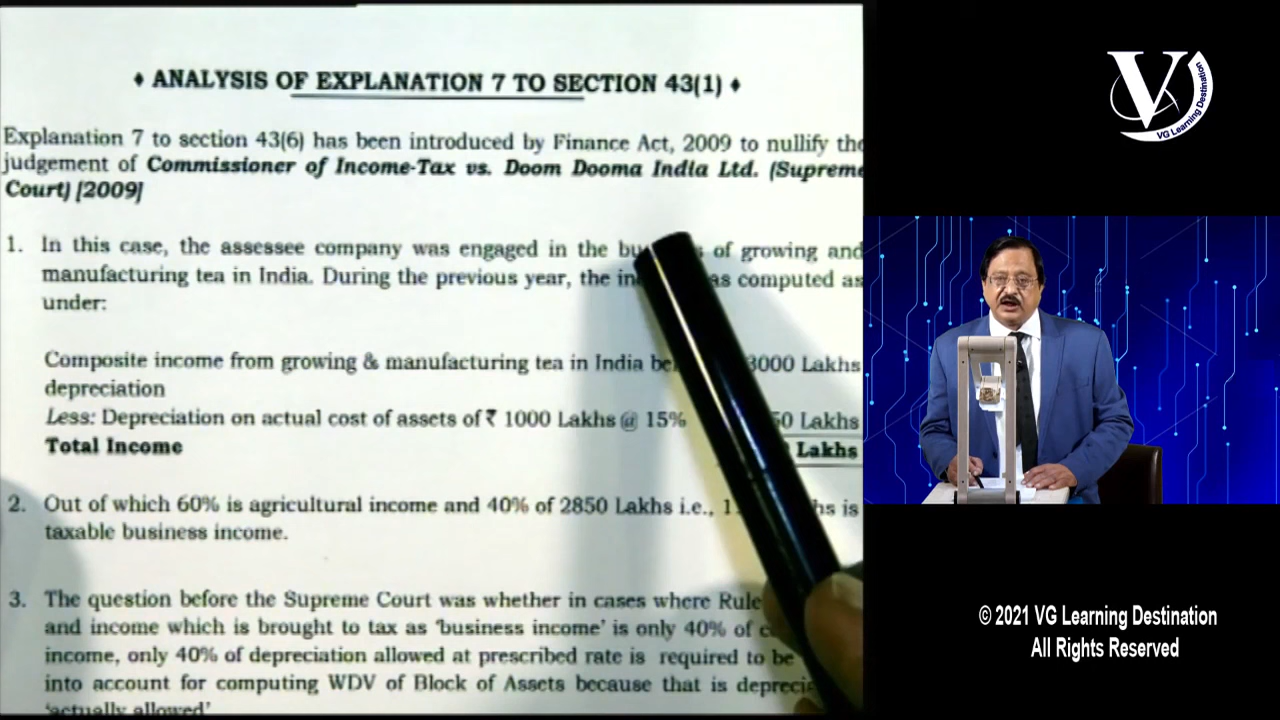 ♦ ANALYSIS OF EXPLANATION 7 TO SECTION 43(1) ♦
Explanation 7 to section 43(6) has been introduced by Finance Act, 2009 to nullify the
judgement of Commissioner of Income-Tax vs. Doom Dooma India Ltd. (Supreme
Court) [2009]
1. In this case, the assessee company was engaged in the of growing and
manufacturing tea in India. During the previous year, the computed as
under:
Composite income from growing & manufacturing tea in India 3000 Lakhs
depreciation
Less: Depreciation on actual cost of assets of ₹ 1000 Lakhs @ 15% Lakhs
Total Income Lakhs
2. Out of which 60% is agricultural income and 40% of 2850 Lakhs i.e., is
taxable business income.
3. The question before the Supreme Court was whether in cases where Rule
and income which is brought to tax as 'business income' is only 40% of
income, only 40% of depreciation allowed at prescribed rate is required to be
into account for computing WDV of Block of Assets because that is
'actually allowed'
V
VG Learning Destination
© 2021 VG Learning Destination
All Rights Reserved